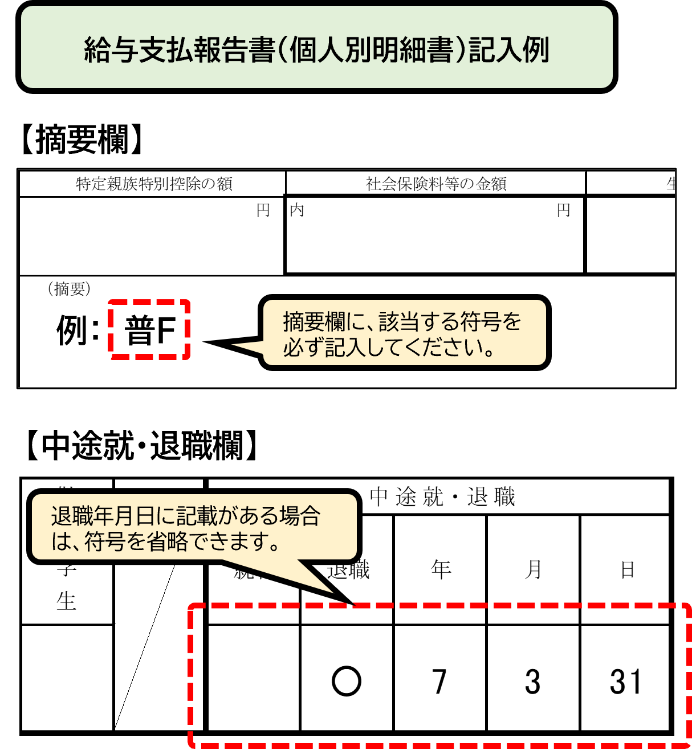 給与支払報告書（個人別明細書）記入例
【摘要欄】
特定親族特別控除の額 社会保険料等の金額
円 内 円
（摘要）
例： 普F
摘要欄に、該当する符号を
必ず記入してください。
【中途就・退職欄】
中途就・退職
退職年月日に記載がある場合
は、符号を省略できます。
学
生
退職 年 月 日
〇 7 3 31